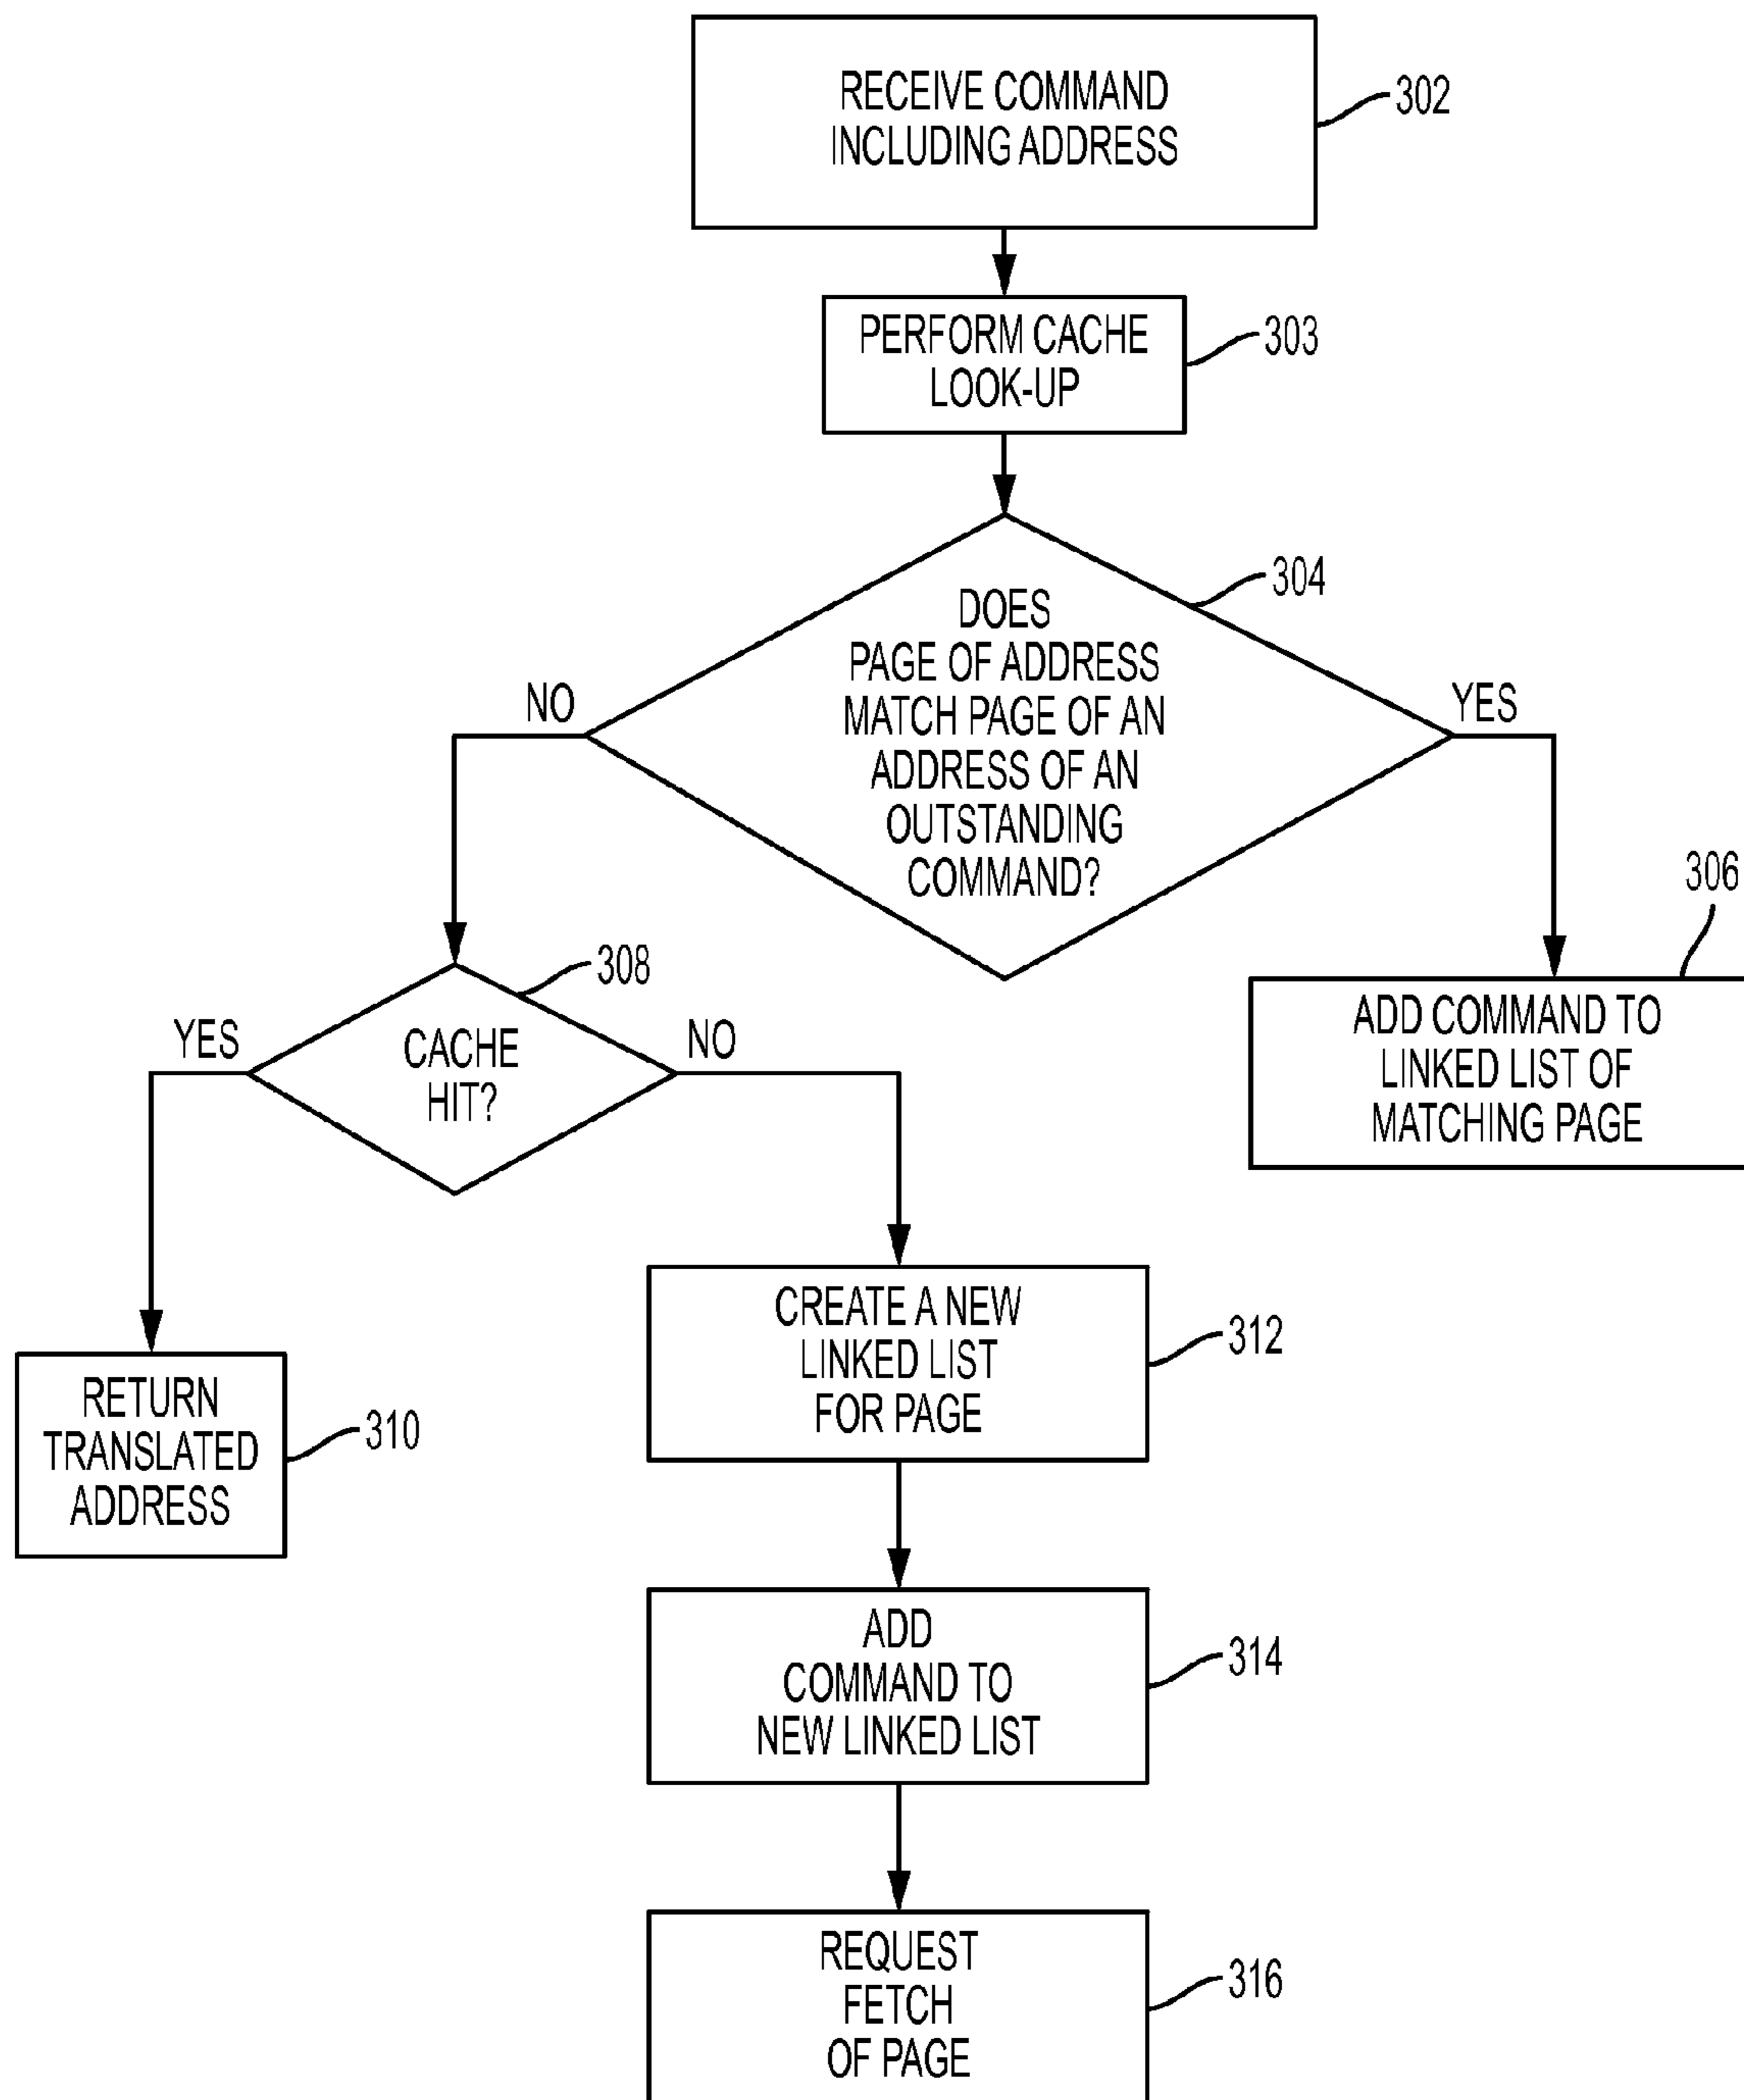 RECEIVE COMMAND
INCLUDING ADDRESS
302
PERFORM CACHE
LOOK-UP
303
304
DOES
PAGE OF ADDRESS
MATCH PAGE OF AN
ADDRESS OF AN
OUTSTANDING
COMMAND?
NO
YES
306
ADD COMMAND TO
LINKED LIST OF
MATCHING PAGE
308
CACHE
HIT?
YES
NO
RETURN
TRANSLATED
ADDRESS
310
CREATE A NEW
LINKED LIST
FOR PAGE
312
ADD
COMMAND TO
NEW LINKED LIST
314
REQUEST
FETCH
OF PAGE
316